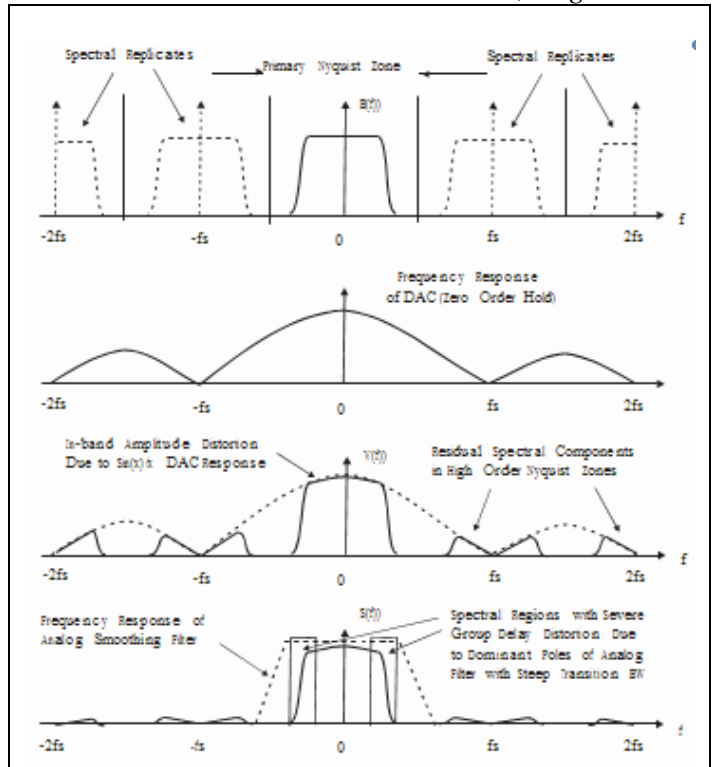 Spectral Replicates
Primary Nyquist Zone
Spectral Replicates
f
-2fs
-fs
0
fs
2fs
Frequency Response
of DAC (Zero Order Hold)
-2fs
-fs
0
fs
2fs
In-band Amplitude Distortion
Due to Sin(x)/x DAC Response
Residual Spectral Components
in High Order Nyquist Zones
f
-2fs
-fs
0
fs
2fs
Frequency Response of
Analog Smoothing Filter
Spectral Regions with Severe
Group Delay Distortion Due
to Dominant Poles of Analog
Filter with Steep Transition BW
f
-2fs
-fs
0
fs
2fs